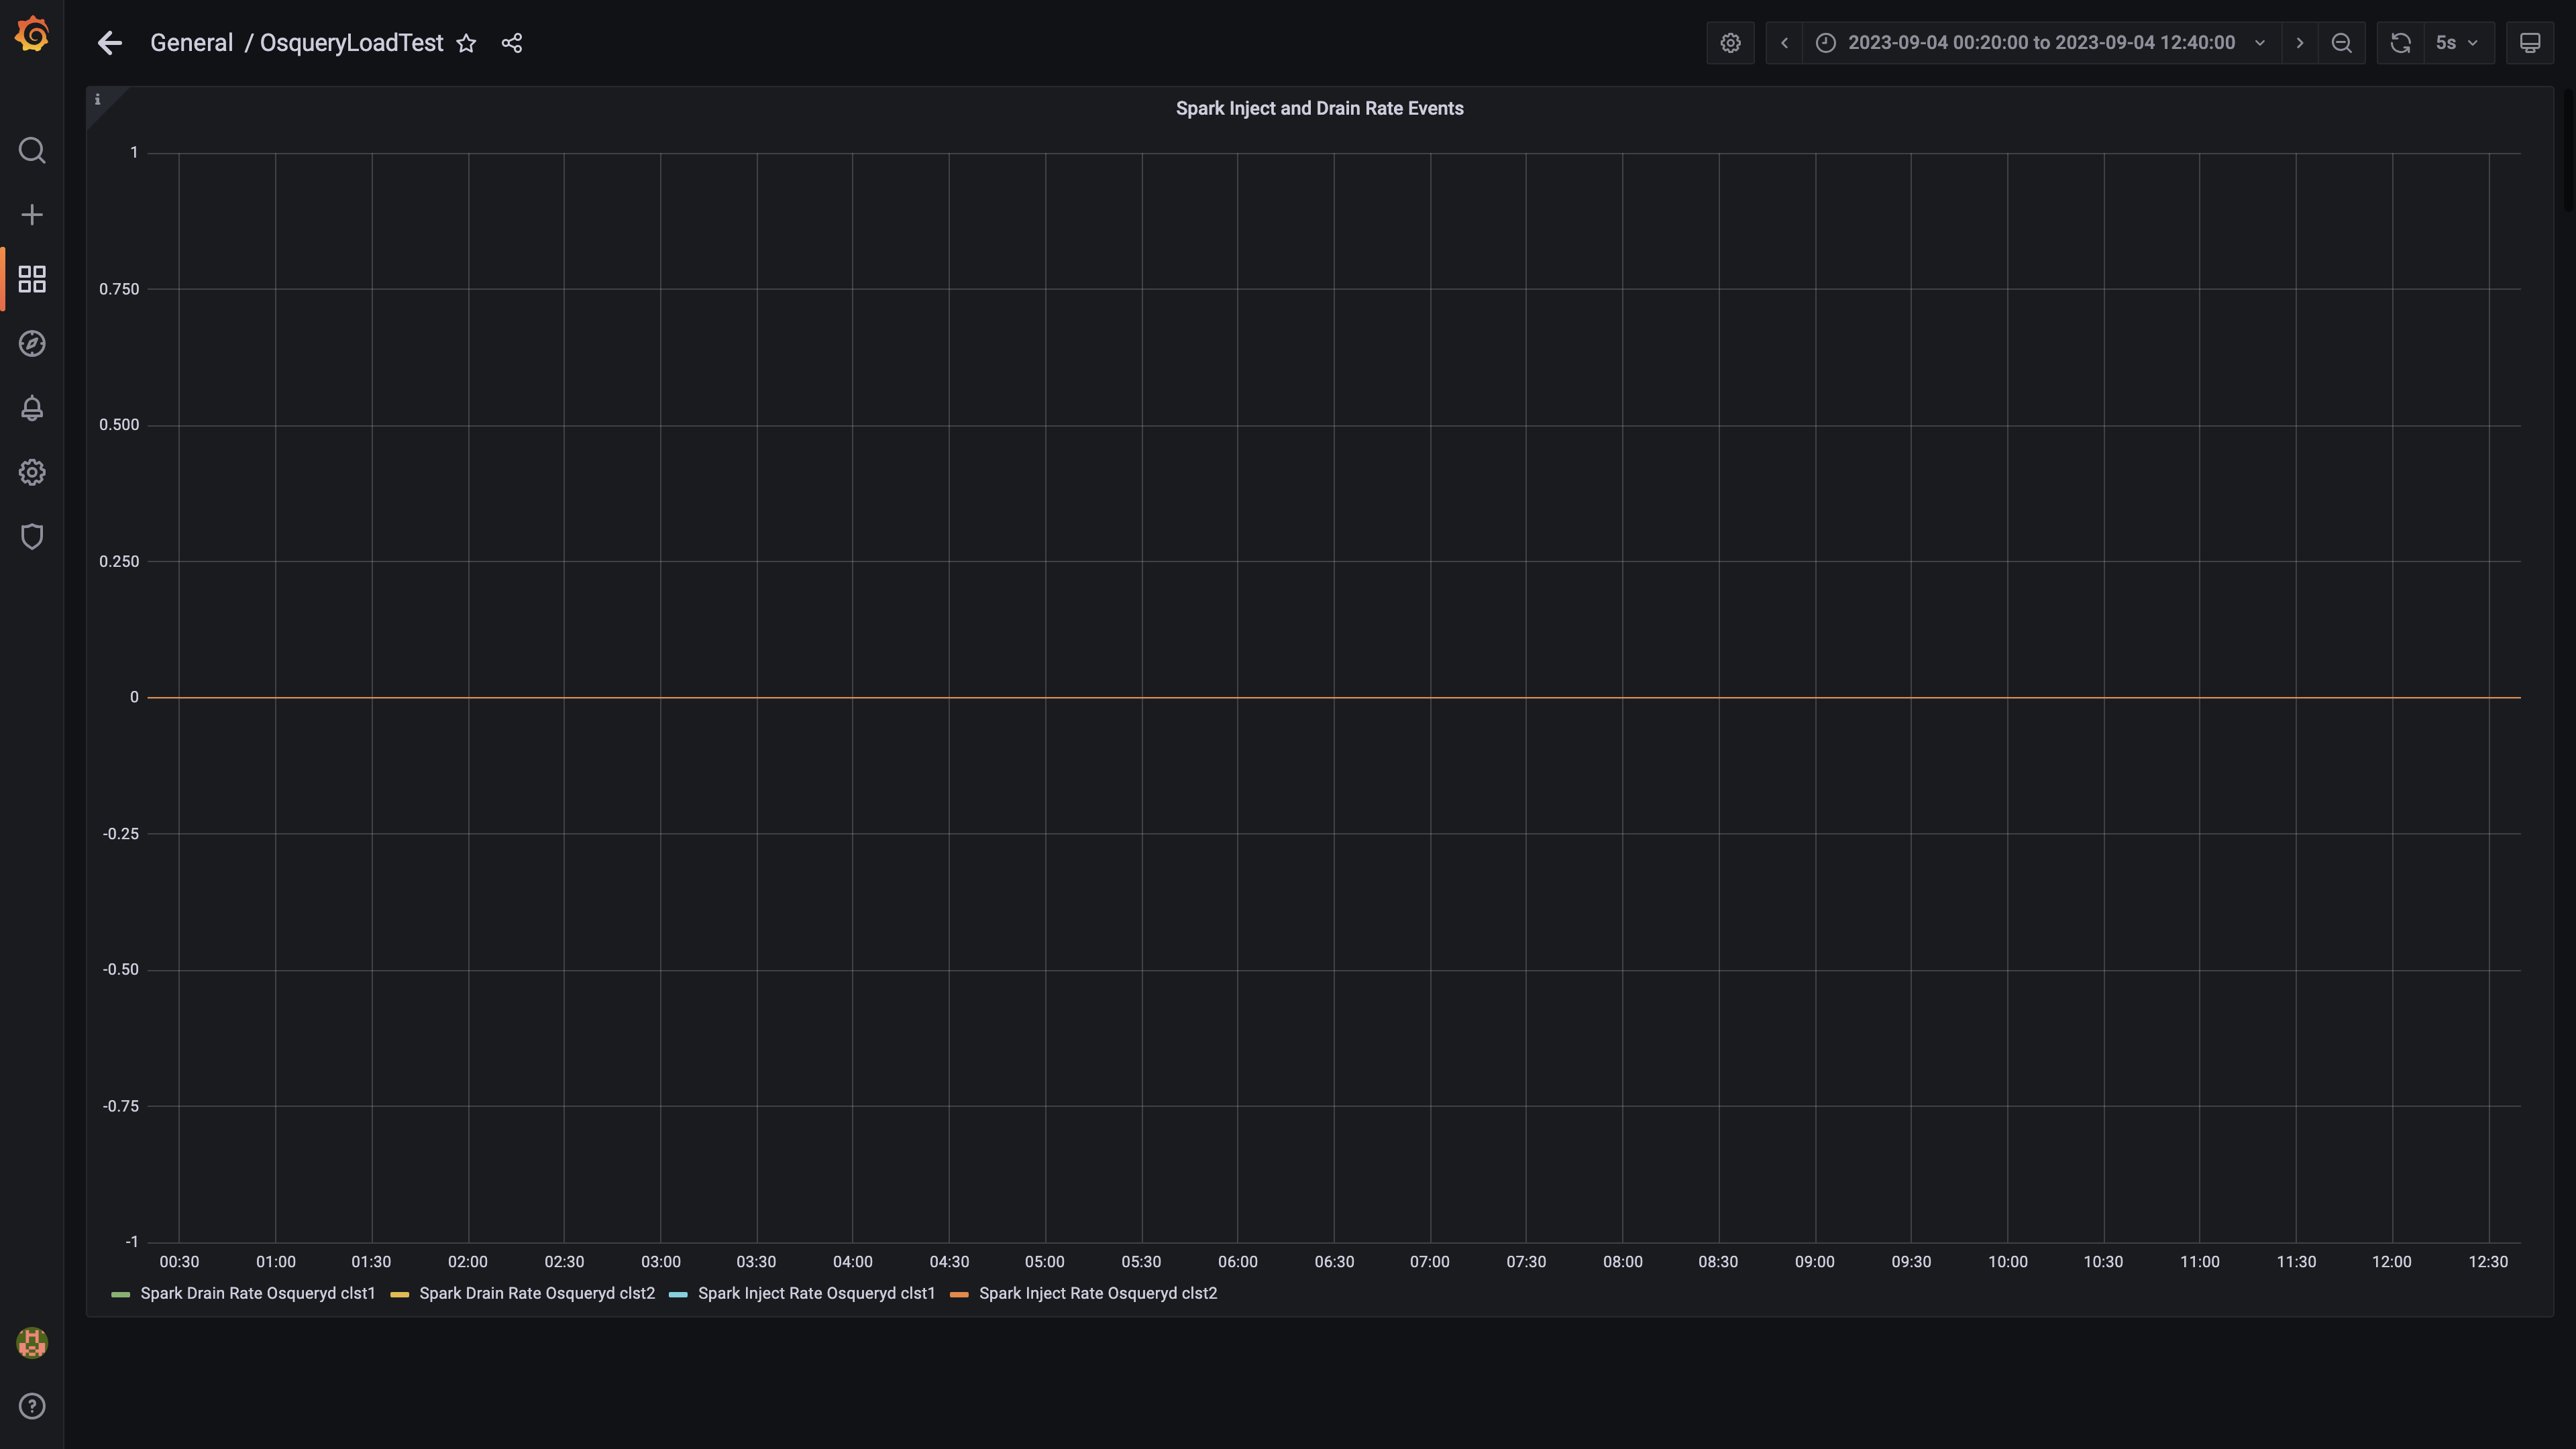 General / OsqueryLoadTest
2023-09-04 00:20:00 to 2023-09-04 12:40:00
5s
i
Spark Inject and Drain Rate Events
1
0.750
0.500
0.250
0
-0.25
-0.50
-0.75
-1
00:30 01:00 01:30 02:00 02:30 03:00 03:30 04:00 04:30 05:00 05:30 06:00 06:30 07:00 07:30 08:00 08:30 09:00 09:30 10:00 10:30 11:00 11:30 12:00 12:30
Spark Drain Rate Osqueryd clst1 Spark Drain Rate Osqueryd clst2 Spark Inject Rate Osqueryd clst1 Spark Inject Rate Osqueryd clst2
?